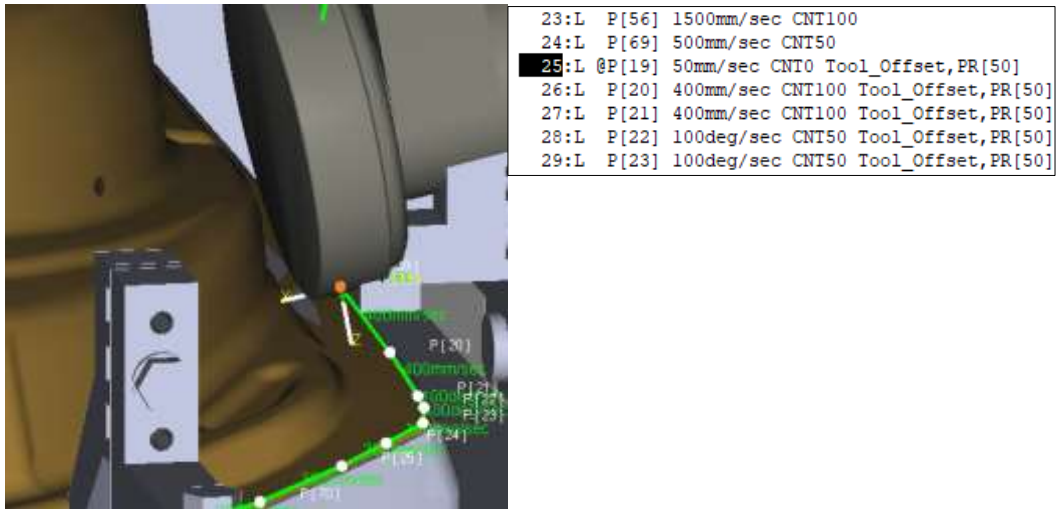 23:L P[56] 1500mm/sec CNT100
24:L P[69] 500mm/sec CNT50
25:L @P[19] 50mm/sec CNT0 Tool_Offset,PR[50]
26:L P[20] 400mm/sec CNT100 Tool_Offset,PR[50]
27:L P[21] 400mm/sec CNT100 Tool_Offset,PR[50]
28:L P[22] 100deg/sec CNT50 Tool_Offset,PR[50]
29:L P[23] 100deg/sec CNT50 Tool_Offset,PR[50]
Z
P[20]
400mm/sec
P[21]
P[22]
P[23]
P[24]
P[25]
P[70]